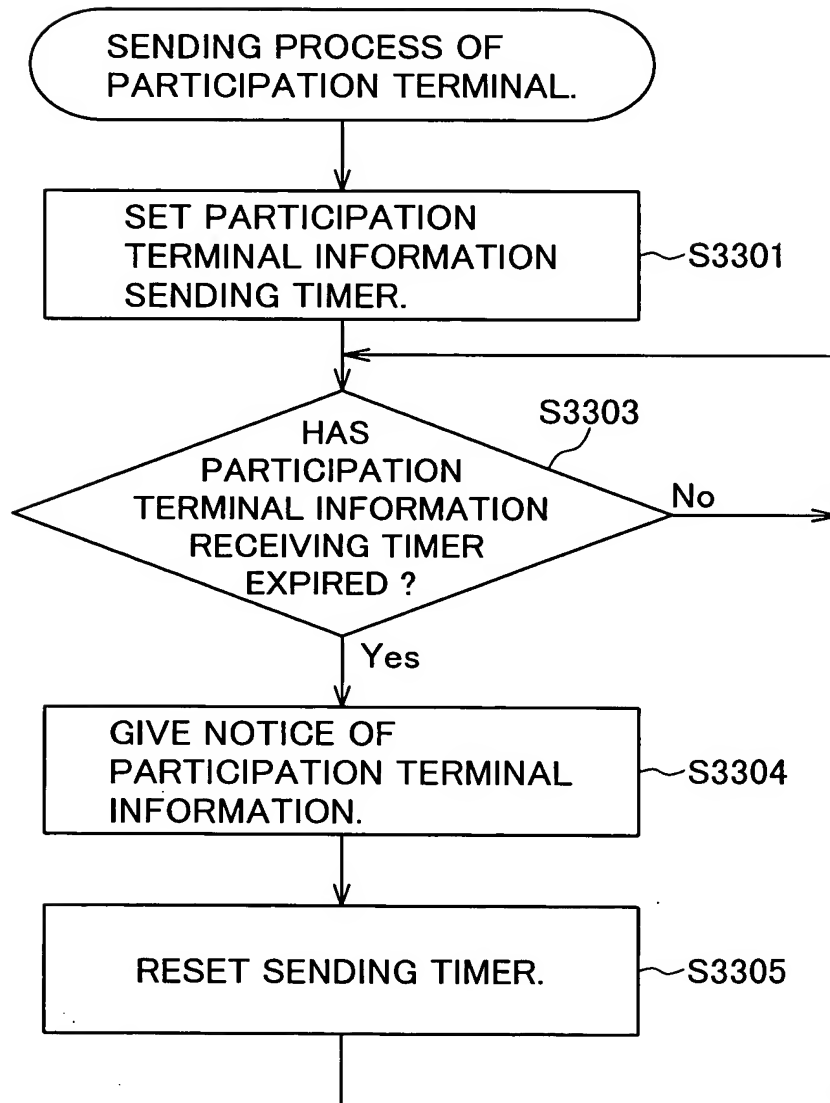 SENDING PROCESS OF
PARTICIPATION TERMINAL.
SET PARTICIPATION
TERMINAL INFORMATION
SENDING TIMER.
S3301
S3303
HAS
PARTICIPATION
TERMINAL INFORMATION
RECEIVING TIMER
EXPIRED ?
No
Yes
GIVE NOTICE OF
PARTICIPATION TERMINAL
INFORMATION.
S3304
RESET SENDING TIMER.
S3305